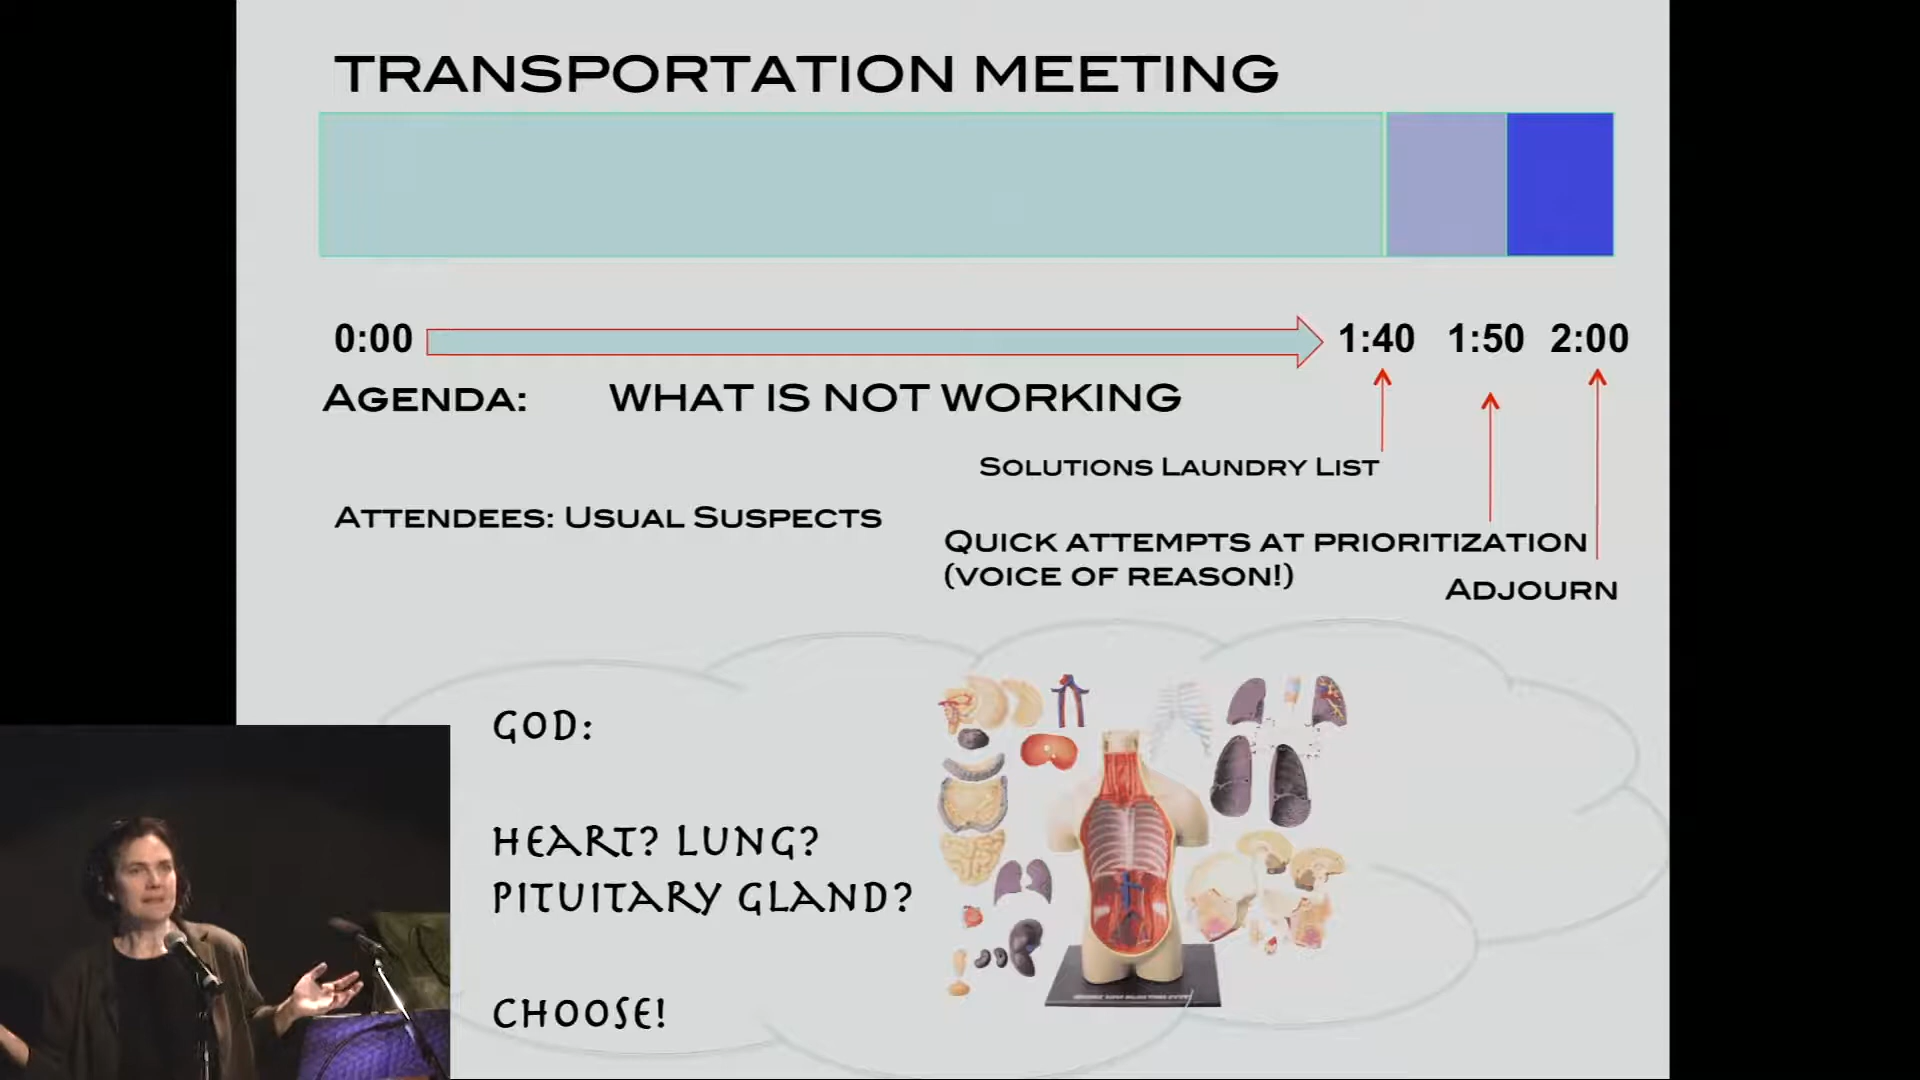 TRANSPORTATION MEETING
0:00 1:40 1:50 2:00
AGENDA: WHAT IS NOT WORKING
SOLUTIONS LAUNDRY LIST
ATTENDEES: USUAL SUSPECTS
QUICK ATTEMPTS AT PRIORITIZATION
(VOICE OF REASON!)
ADJOURN
GOD:
HEART? LUNG?
PITUITARY GLAND?
CHOOSE!